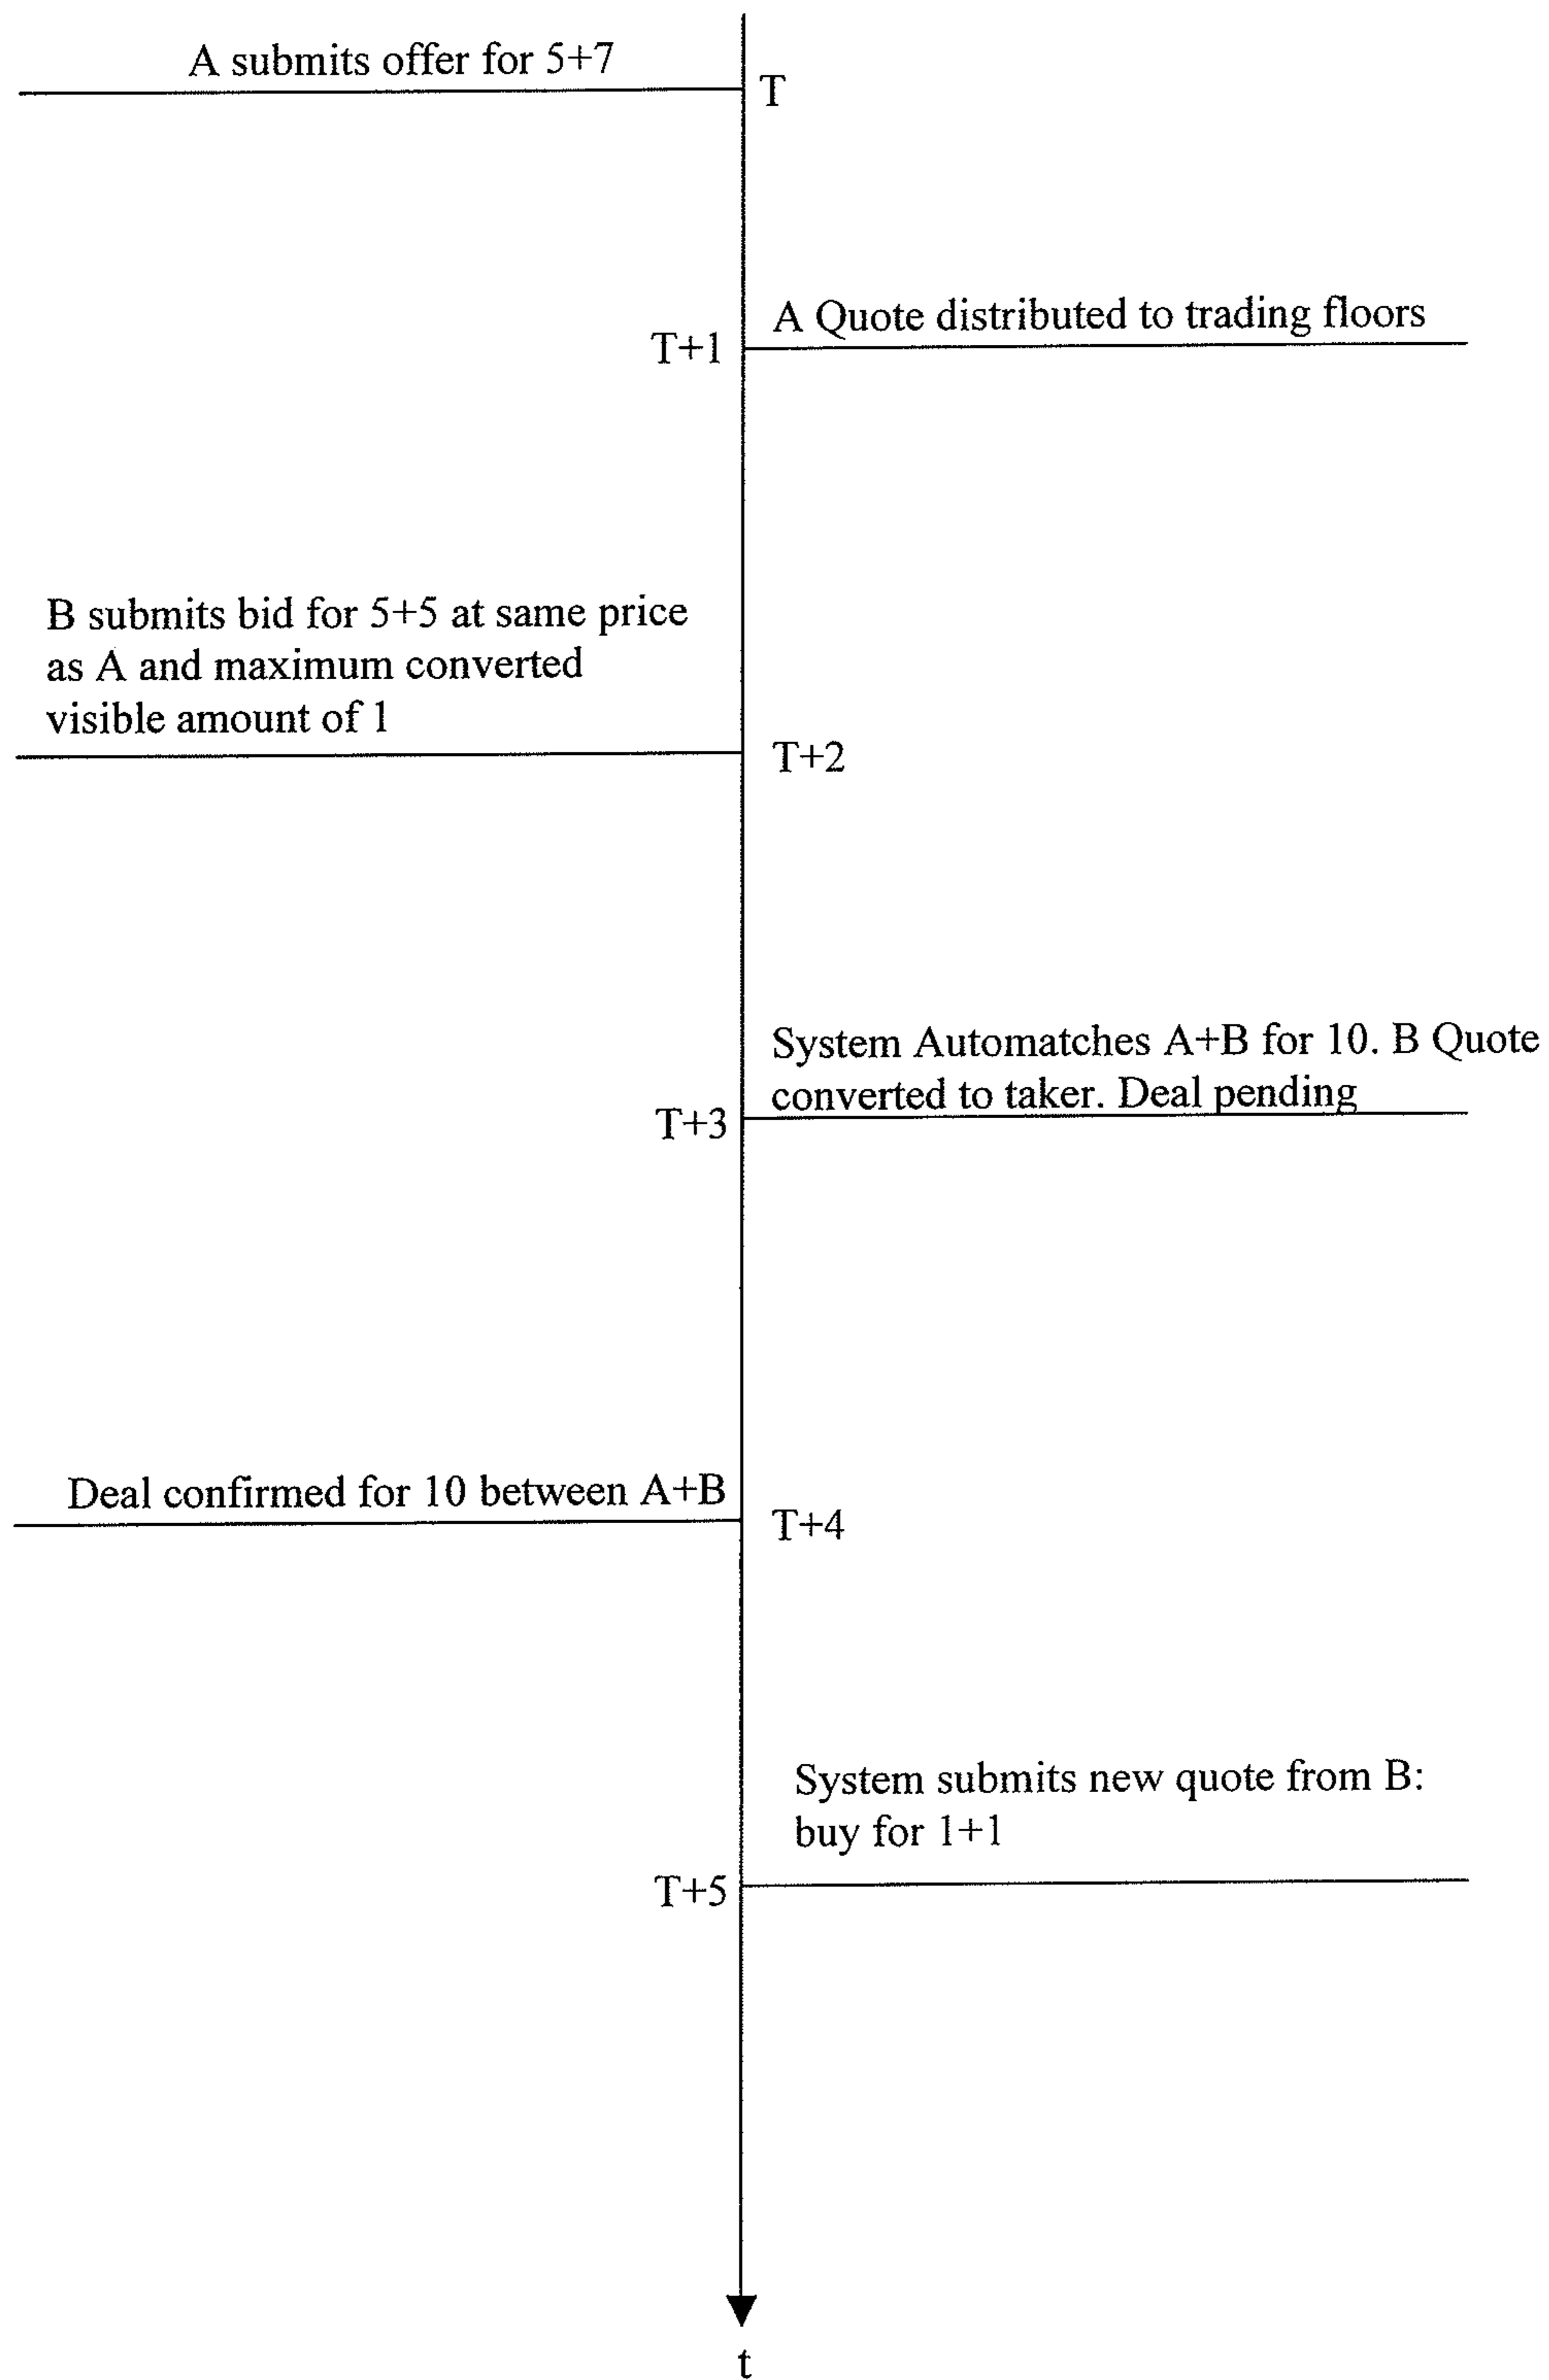 A submits offer for 5+7
T
A Quote distributed to trading floors
T+1
B submits bid for 5+5 at same price
as A and maximum converted
visible amount of 1
T+2
System Automatches A+B for 10. B Quote
converted to taker. Deal pending
T+3
Deal confirmed for 10 between A+B
T+4
System submits new quote from B:
buy for 1+1
T+5
t